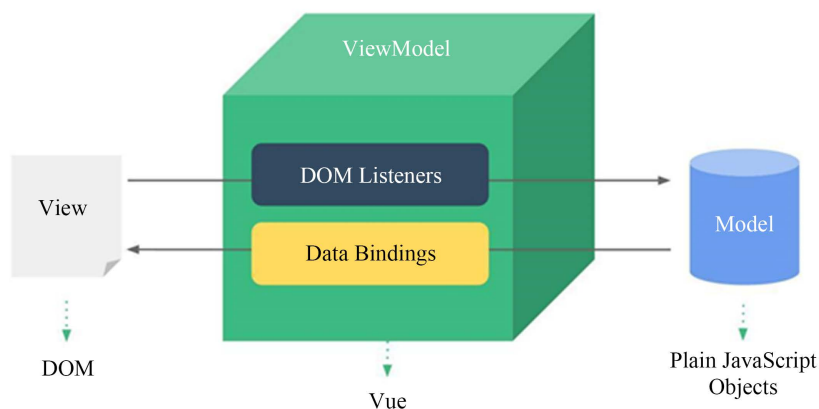 ViewModel
DOM Listeners
View
Data Bindings
Model
DOM
Vue
Plain JavaScript
Objects